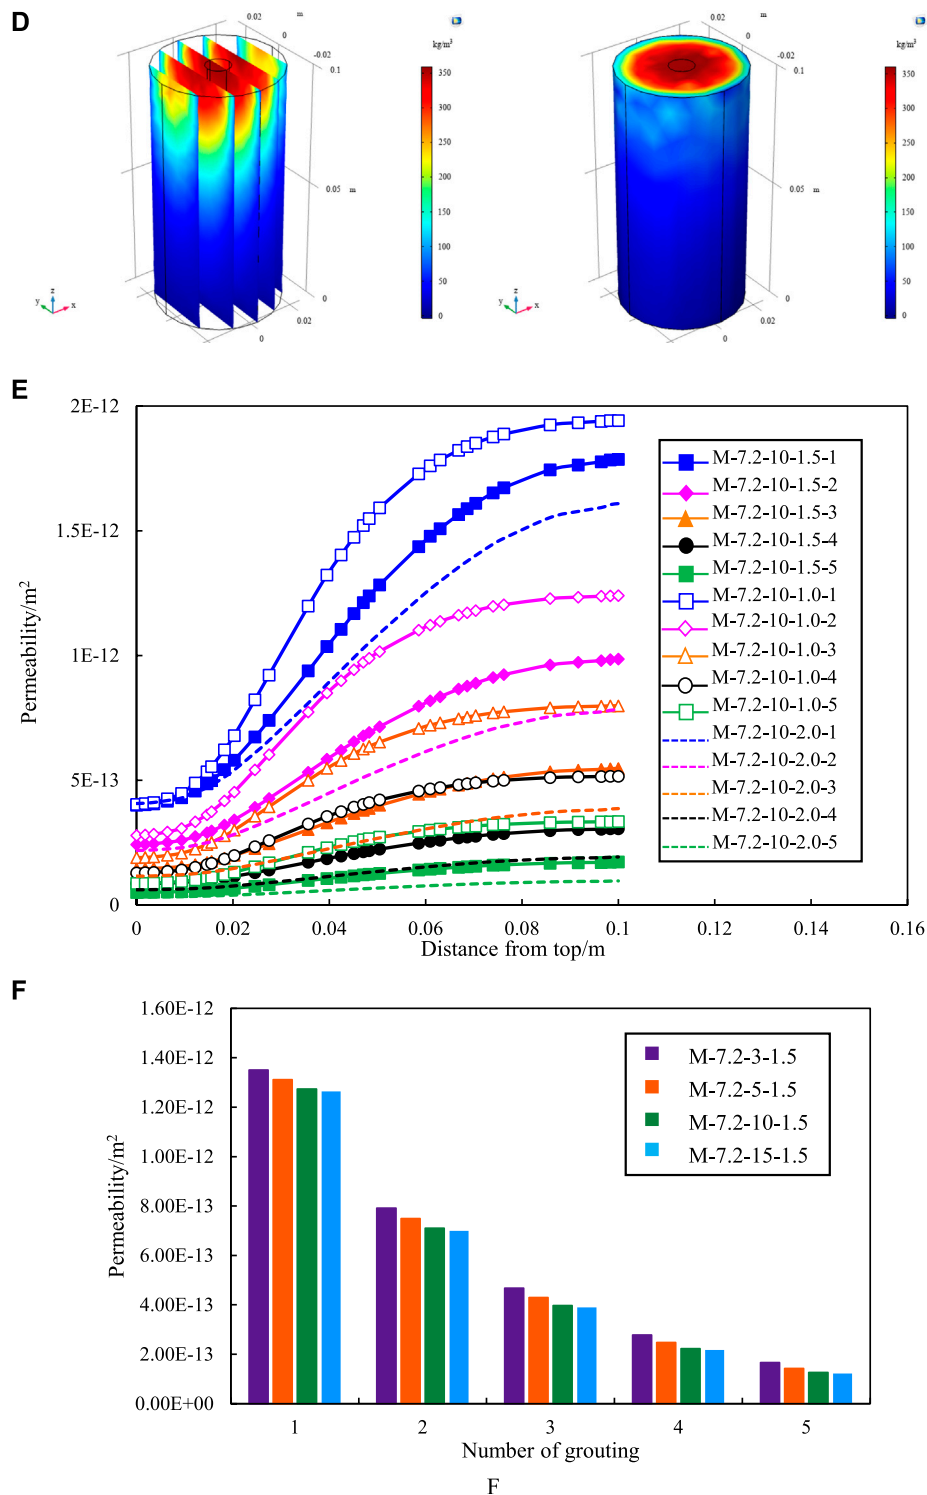 D
0.02
m
0
-0.02
0.1
kg/m³
350
300
250
200
150
100
50
0
0.05
m
0
0.02
0
z
y
x
0.02
m
0
-0.02
0.1
kg/m³
350
300
250
200
150
100
50
0
0.05
m
0
0.02
0
z
y
x
E
2E-12
1.5E-12
1E-12
5E-13
0
Permeability/m²
0 0.02 0.04 0.06 0.08 0.1 0.12 0.14 0.16
Distance from top/m
M-7.2-10-1.5-1
M-7.2-10-1.5-2
M-7.2-10-1.5-3
M-7.2-10-1.5-4
M-7.2-10-1.5-5
M-7.2-10-1.0-1
M-7.2-10-1.0-2
M-7.2-10-1.0-3
M-7.2-10-1.0-4
M-7.2-10-1.0-5
M-7.2-10-2.0-1
M-7.2-10-2.0-2
M-7.2-10-2.0-3
M-7.2-10-2.0-4
M-7.2-10-2.0-5
F
1.60E-12
1.40E-12
1.20E-12
1.00E-12
8.00E-13
6.00E-13
4.00E-13
2.00E-13
0.00E+00
Permeability/m²
M-7.2-3-1.5
M-7.2-5-1.5
M-7.2-10-1.5
M-7.2-15-1.5
1 2 3 4 5
Number of grouting
F